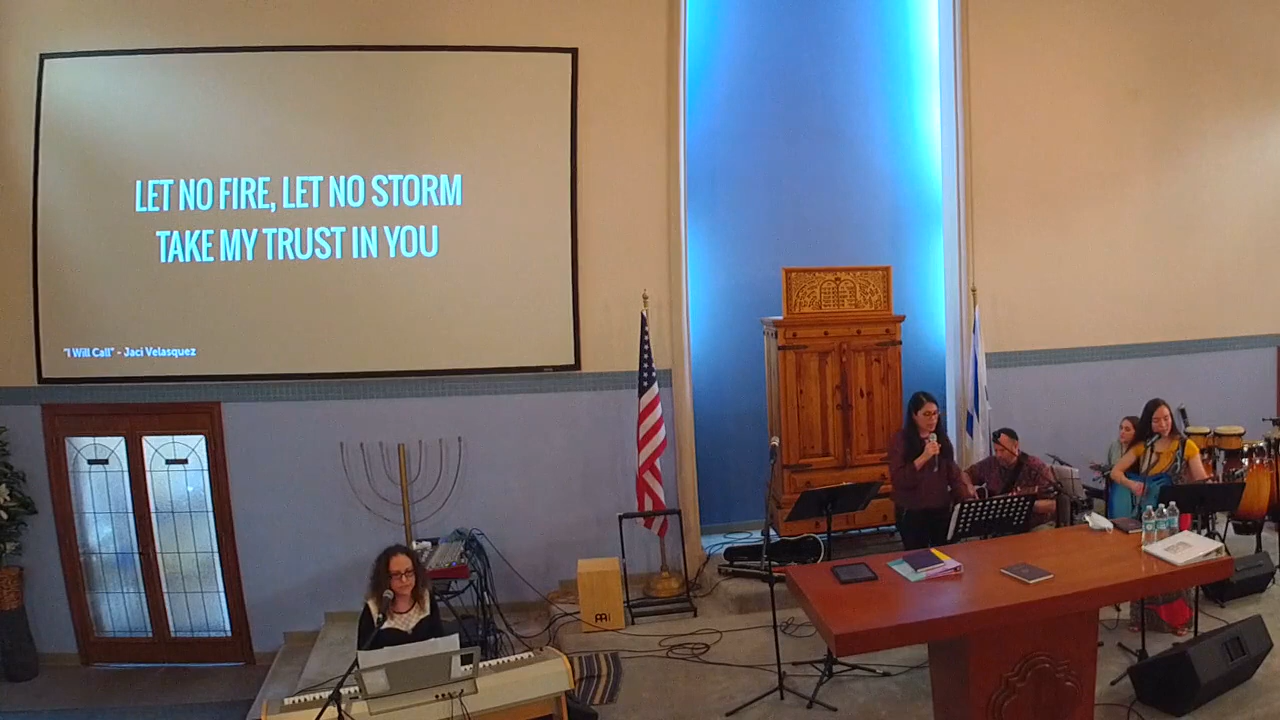 LET NO FIRE, LET NO STORM
TAKE MY TRUST IN YOU
"I Will Call" - Jaci Velasquez